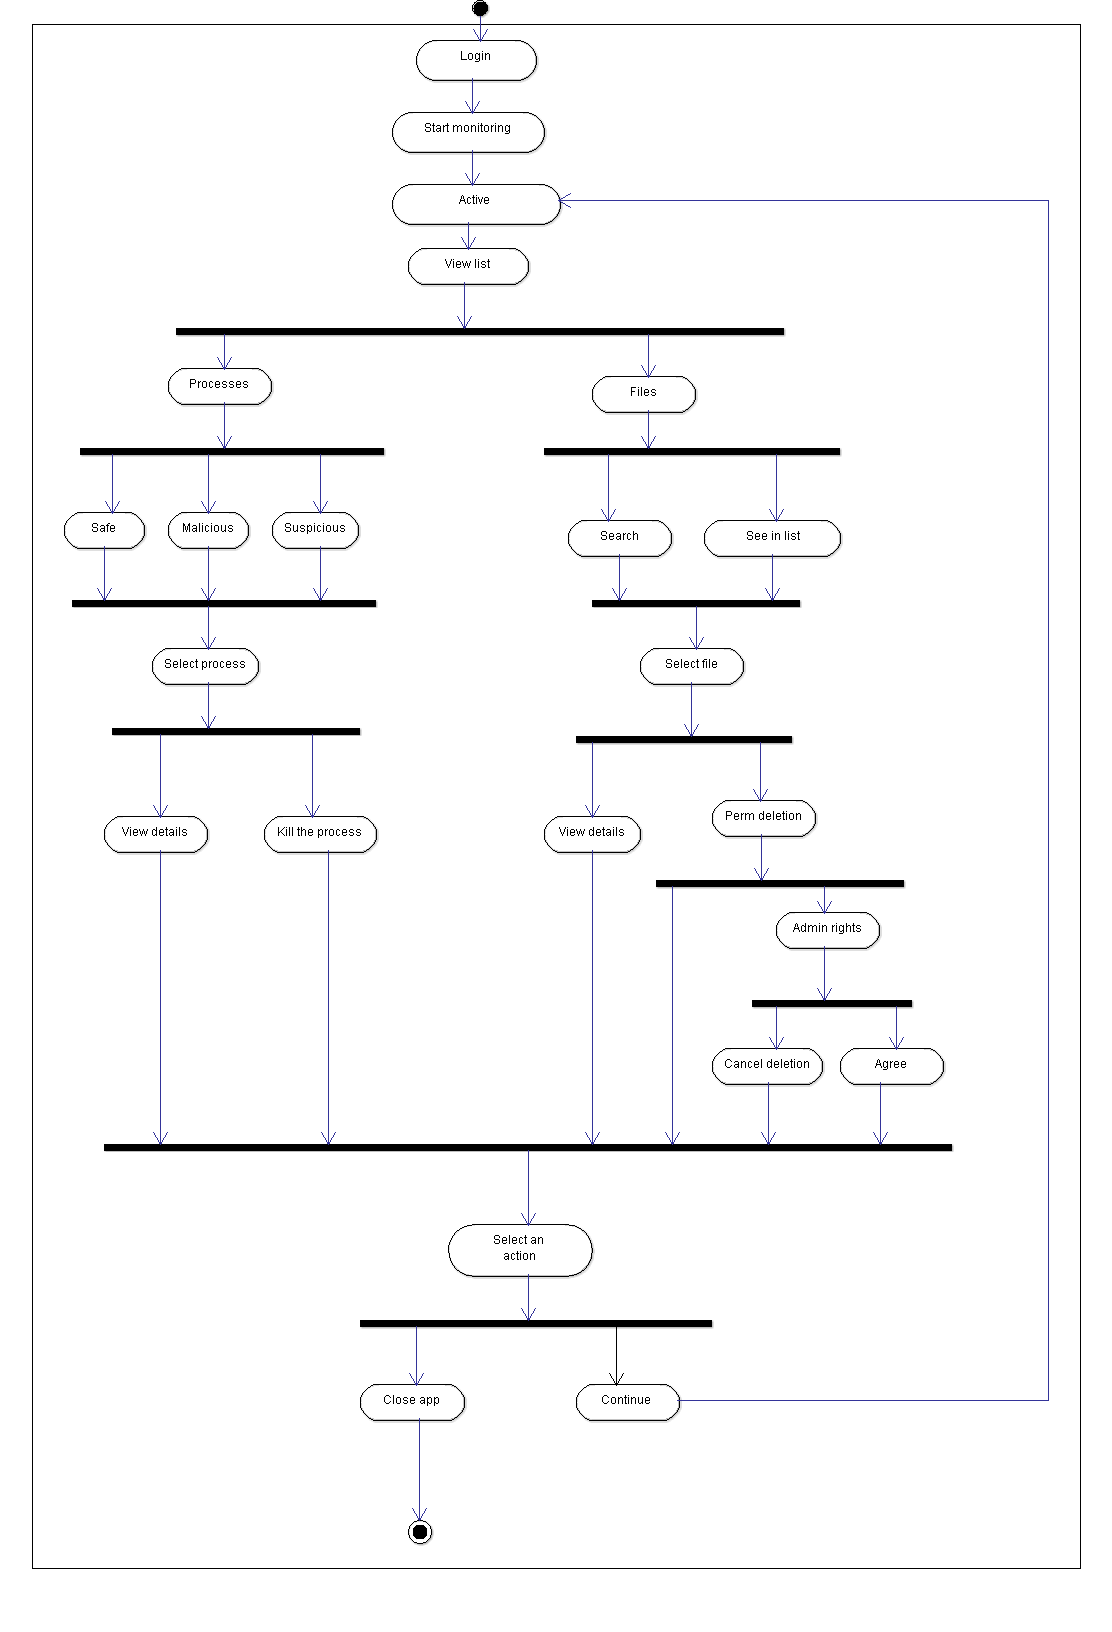 Login
Start monitoring
Active
View list
Processes
Files
Safe
Malicious
Suspicious
Search
See in list
Select process
Select file
View details
Kill the process
View details
Perm deletion
Admin rights
Cancel deletion
Agree
Select an
action
Close app
Continue